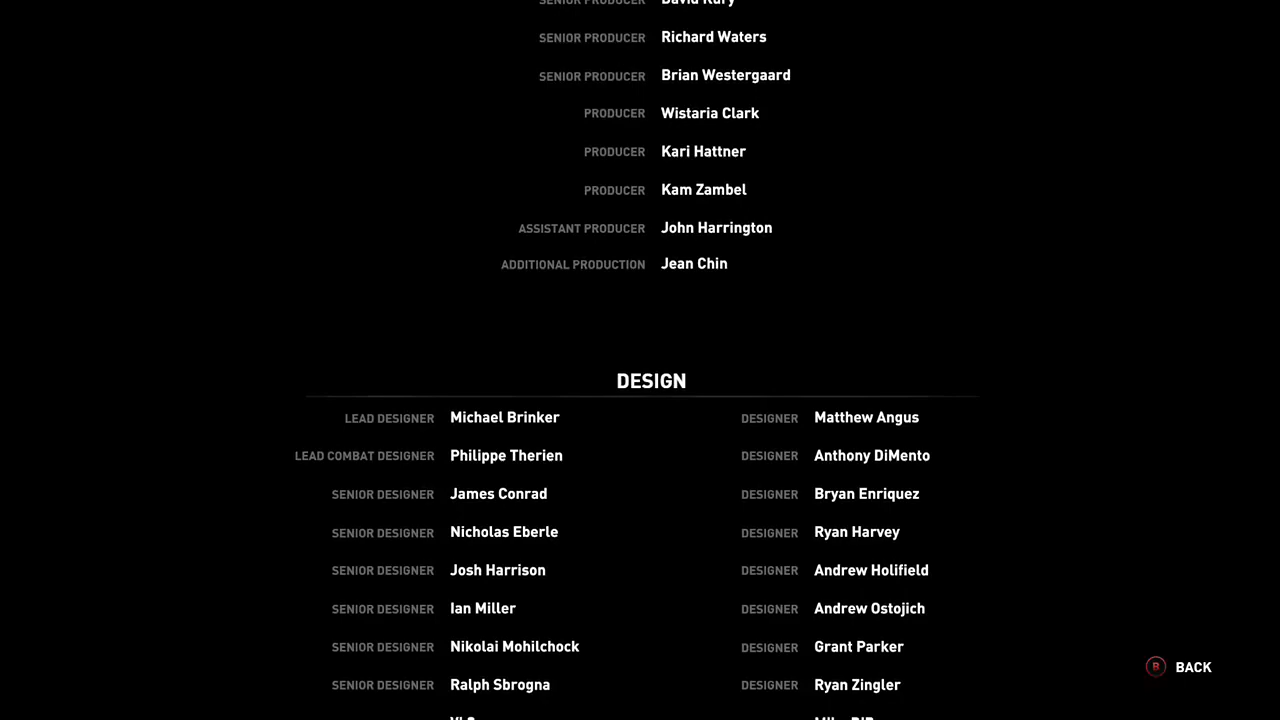 SENIOR PRODUCER David Kury
SENIOR PRODUCER Richard Waters
SENIOR PRODUCER Brian Westergaard
PRODUCER Wistaria Clark
PRODUCER Kari Hattner
PRODUCER Kam Zambel
ASSISTANT PRODUCER John Harrington
ADDITIONAL PRODUCTION Jean Chin
DESIGN
LEAD DESIGNER Michael Brinker DESIGNER Matthew Angus
LEAD COMBAT DESIGNER Philippe Therien DESIGNER Anthony DiMento
SENIOR DESIGNER James Conrad DESIGNER Bryan Enriquez
SENIOR DESIGNER Nicholas Eberle DESIGNER Ryan Harvey
SENIOR DESIGNER Josh Harrison DESIGNER Andrew Holifield
SENIOR DESIGNER Ian Miller DESIGNER Andrew Ostojich
SENIOR DESIGNER Nikolai Mohilchock DESIGNER Grant Parker
B BACK
SENIOR DESIGNER Ralph Sbrogna DESIGNER Ryan Zingler